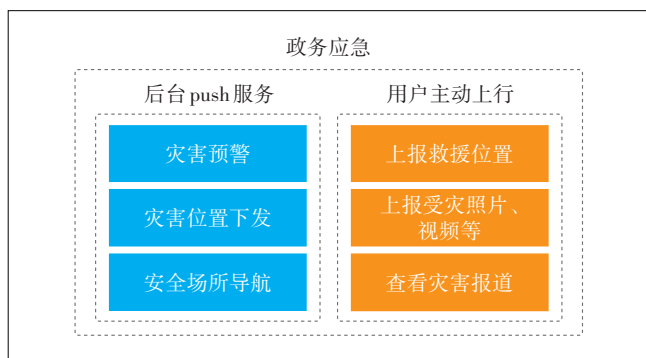 政务应急
后台push服务
灾害预警
灾害位置下发
安全场所导航
用户主动上行
上报救援位置
上报受灾照片、
视频等
查看灾害报道